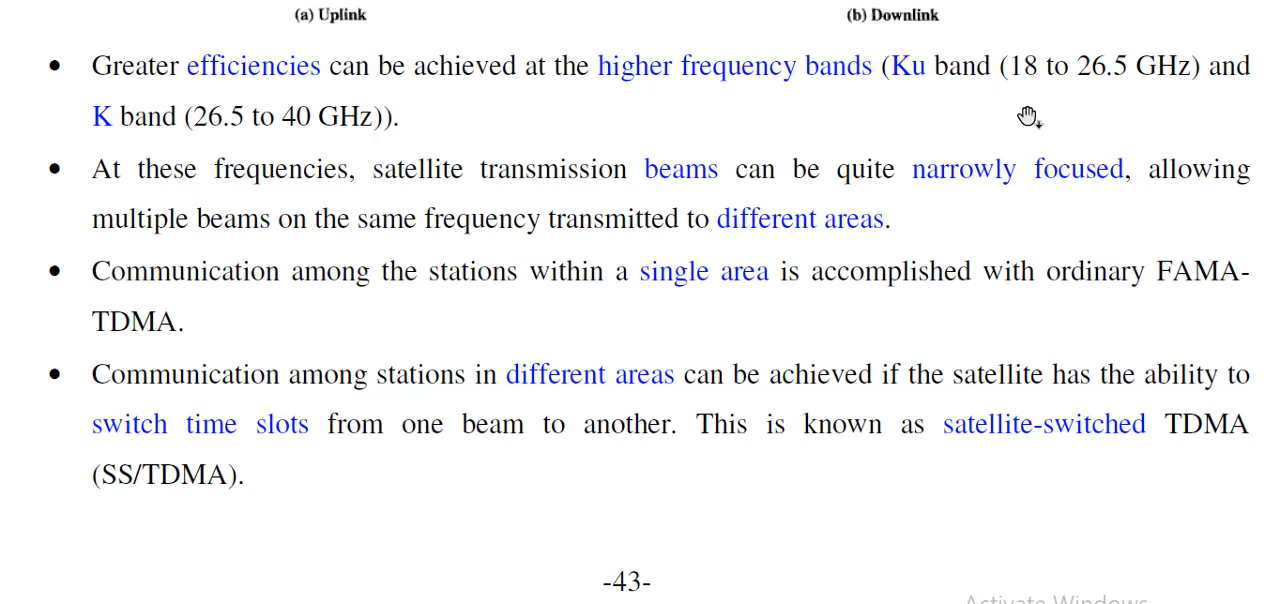 (a) Uplink (b) Downlink
• Greater efficiencies can be achieved at the higher frequency bands (Ku band (18 to 26.5 GHz) and
K band (26.5 to 40 GHz)).
• At these frequencies, satellite transmission beams can be quite narrowly focused, allowing
multiple beams on the same frequency transmitted to different areas.
• Communication among the stations within a single area is accomplished with ordinary FAMA-
TDMA.
• Communication among stations in different areas can be achieved if the satellite has the ability to
switch time slots from one beam to another. This is known as satellite-switched TDMA
(SS/TDMA).
-43-
Activate Windows